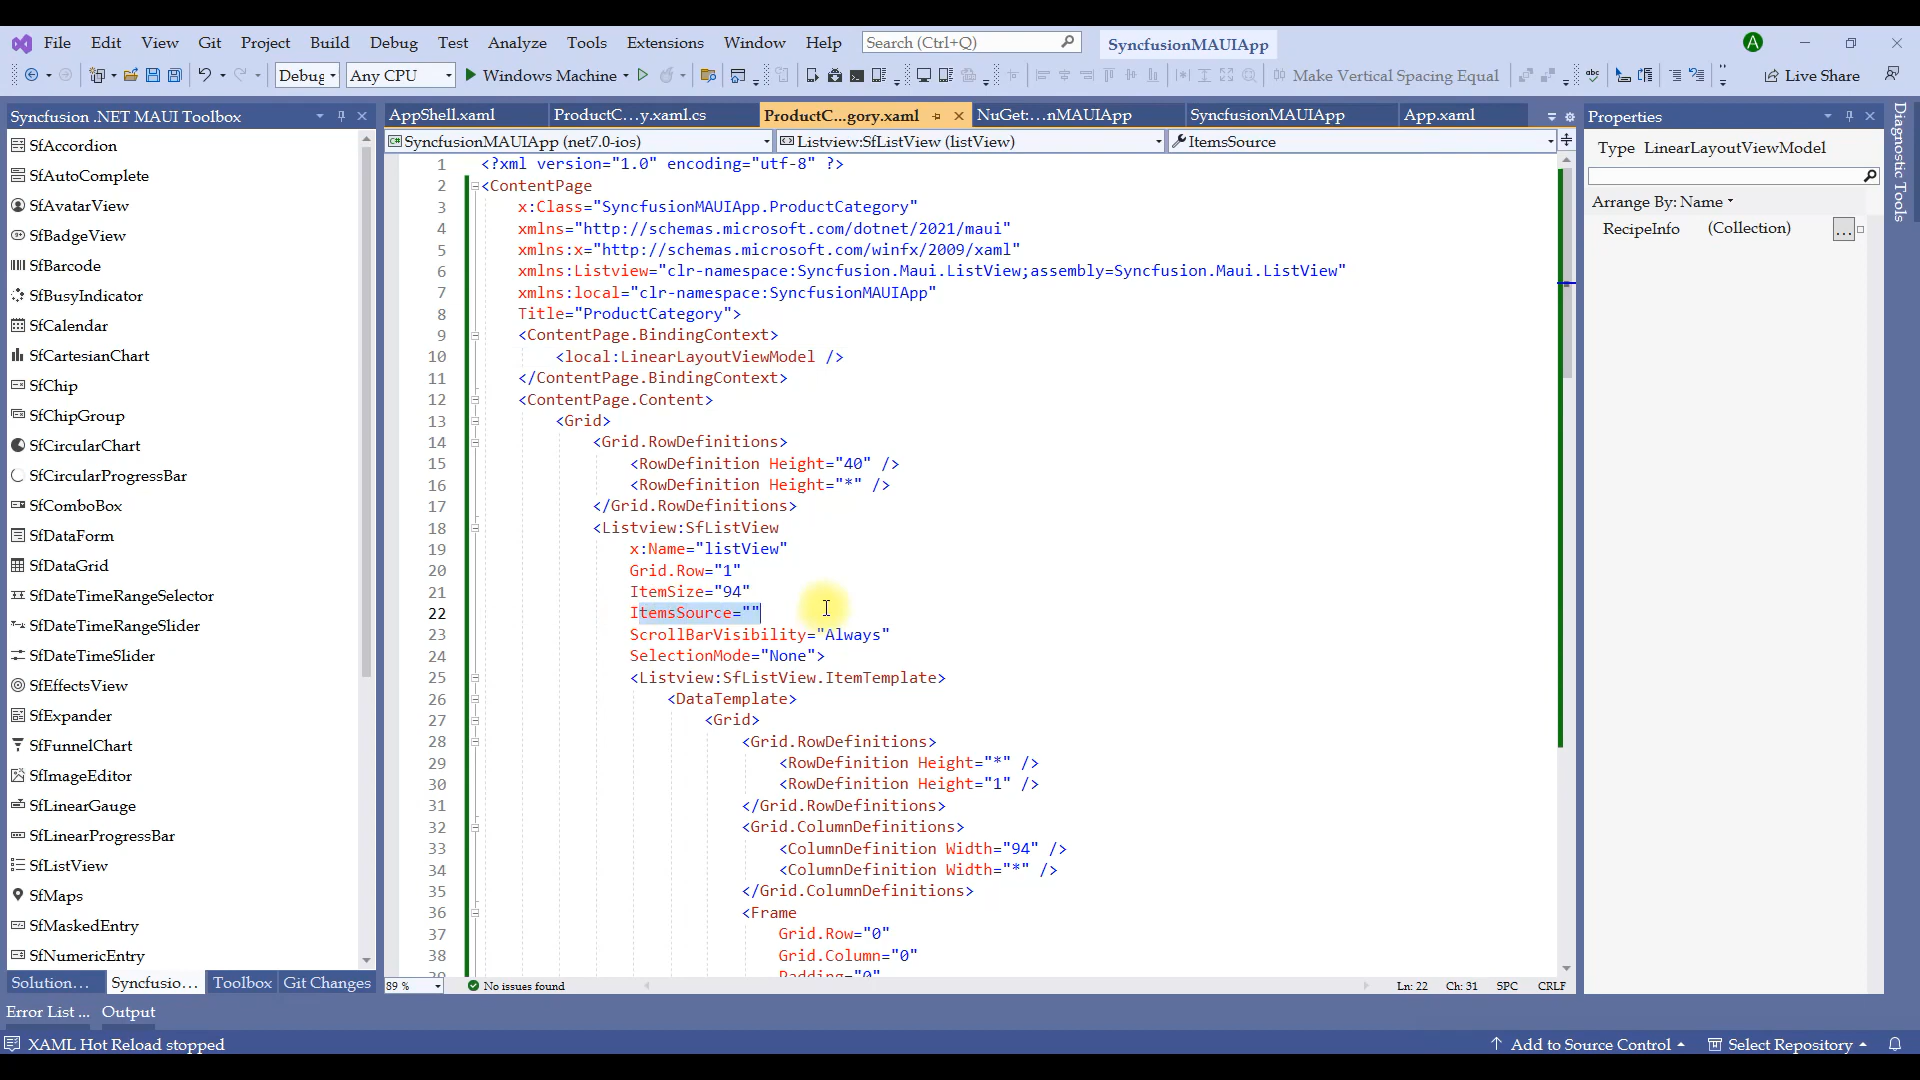 File Edit View Git Project Build Debug Test Analyze Tools Extensions Window Help Search (Ctrl+Q) SyncfusionMAUIApp A
Debug Any CPU Windows Machine Make Vertical Spacing Equal Live Share
Syncfusion .NET MAUI Toolbox
SfAccordion
SfAutoComplete
SfAvatarView
SfBadgeView
SfBarcode
SfBusyIndicator
SfCalendar
SfCartesianChart
SfChip
SfChipGroup
SfCircularChart
SfCircularProgressBar
SfComboBox
SfDataForm
SfDataGrid
SfDateTimeRangeSelector
SfDateTimeRangeSlider
SfDateTimeSlider
SfEffectsView
SfExpander
SfFunnelChart
SfImageEditor
SfLinearGauge
SfLinearProgressBar
SfListView
SfMaps
SfMaskedEntry
SfNumericEntry
Solution... Syncfusio... Toolbox Git Changes
AppShell.xaml ProductC...y.xaml.cs ProductC...gory.xaml NuGet:...nMAUIApp SyncfusionMAUIApp App.xaml
SyncfusionMAUIApp (net7.0-ios) Listview:SfListView (listView) ItemsSource
1 <?xml version="1.0" encoding="utf-8" ?>
2 <ContentPage
3 x:Class="SyncfusionMAUIApp.ProductCategory"
4 xmlns="http://schemas.microsoft.com/dotnet/2021/maui"
5 xmlns:x="http://schemas.microsoft.com/winfx/2009/xaml"
6 xmlns:Listview="clr-namespace:Syncfusion.Maui.ListView;assembly=Syncfusion.Maui.ListView"
7 xmlns:local="clr-namespace:SyncfusionMAUIApp"
8 Title="ProductCategory">
9 <ContentPage.BindingContext>
10 <local:LinearLayoutViewModel />
11 </ContentPage.BindingContext>
12 <ContentPage.Content>
13 <Grid>
14 <Grid.RowDefinitions>
15 <RowDefinition Height="40" />
16 <RowDefinition Height="*" />
17 </Grid.RowDefinitions>
18 <Listview:SfListView
19 x:Name="listView"
20 Grid.Row="1"
21 ItemSize="94"
22 ItemsSource=""
23 ScrollBarVisibility="Always"
24 SelectionMode="None">
25 <Listview:SfListView.ItemTemplate>
26 <DataTemplate>
27 <Grid>
28 <Grid.RowDefinitions>
29 <RowDefinition Height="*" />
30 <RowDefinition Height="1" />
31 </Grid.RowDefinitions>
32 <Grid.ColumnDefinitions>
33 <ColumnDefinition Width="94" />
34 <ColumnDefinition Width="*" />
35 </Grid.ColumnDefinitions>
36 <Frame
37 Grid.Row="0"
38 Grid.Column="0"
39 Padding="0"
89 % No issues found Ln: 22 Ch: 31 SPC CRLF
Properties
Type LinearLayoutViewModel
Arrange By: Name
RecipeInfo (Collection) ...
Diagnostic Tools
Error List ... Output
XAML Hot Reload stopped Add to Source Control Select Repository